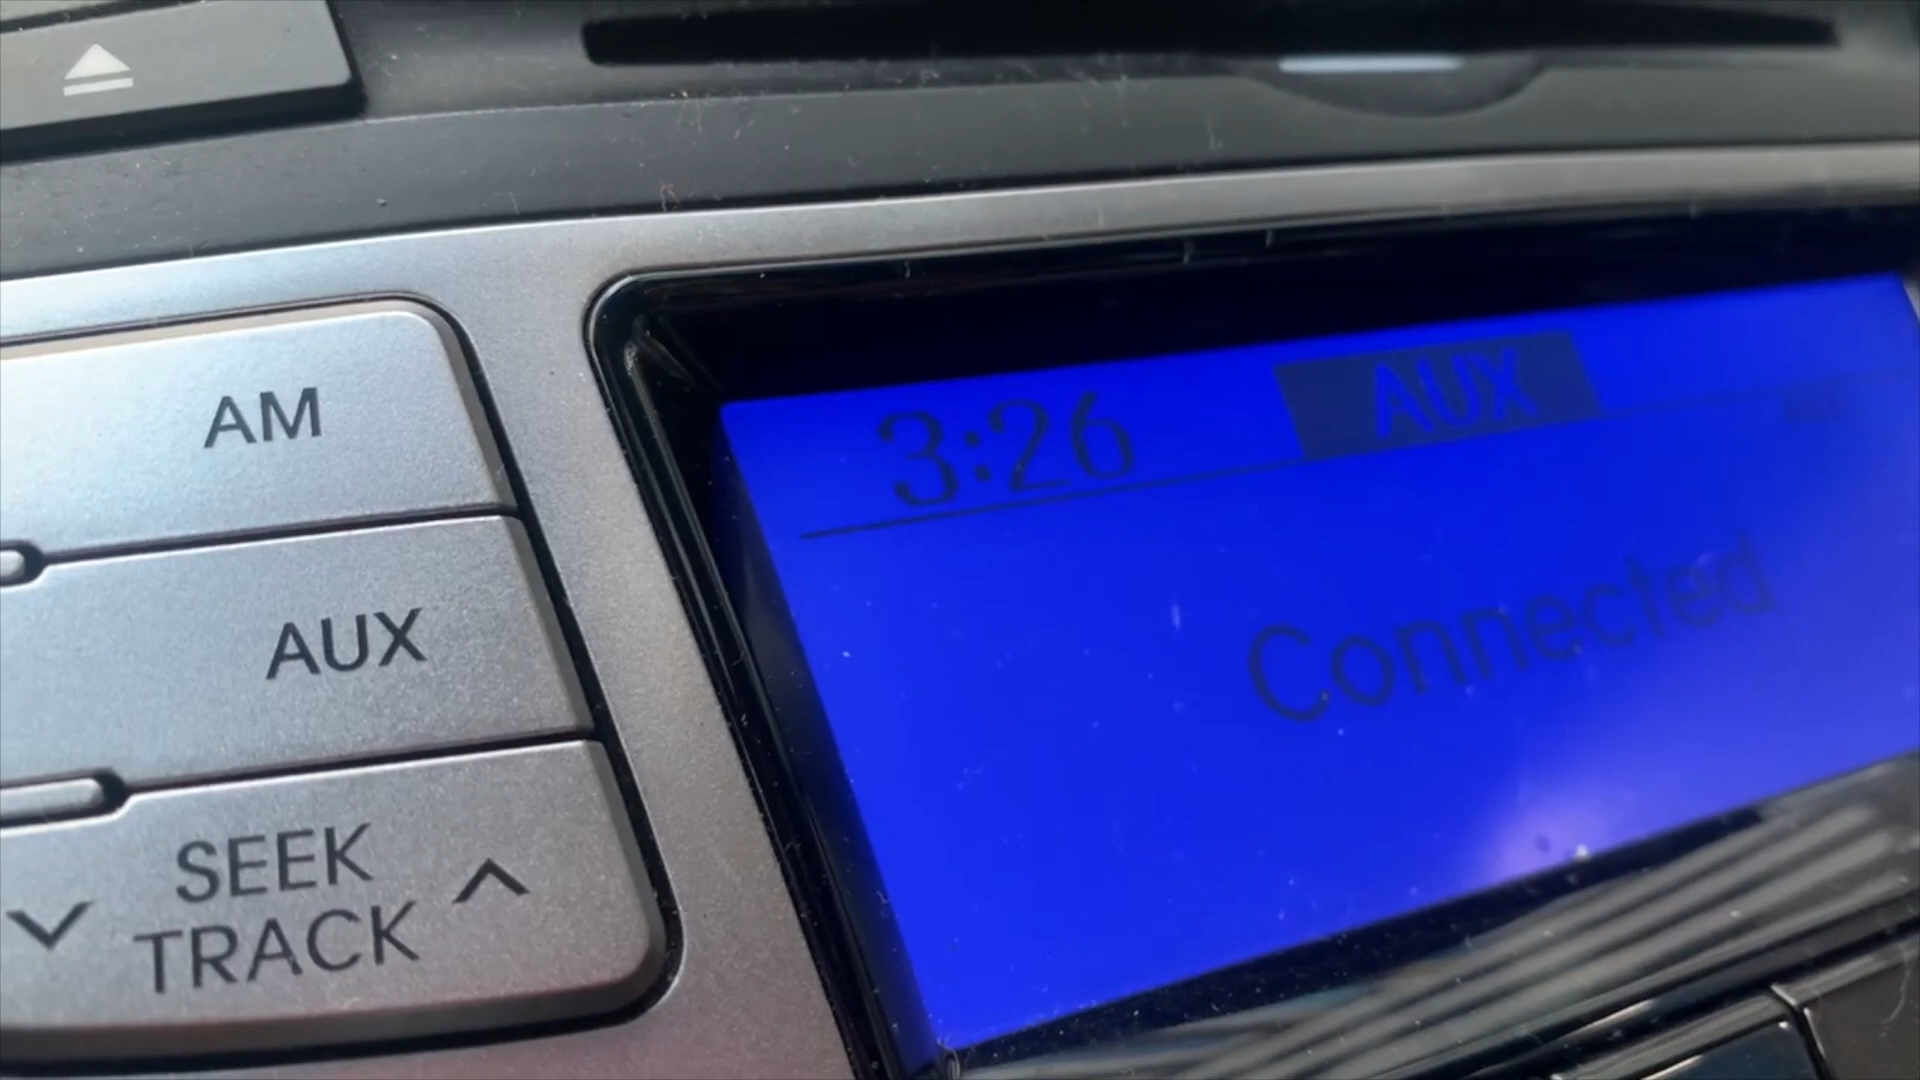 AM
AUX
SEEK
TRACK
3:26 AUX
Connected